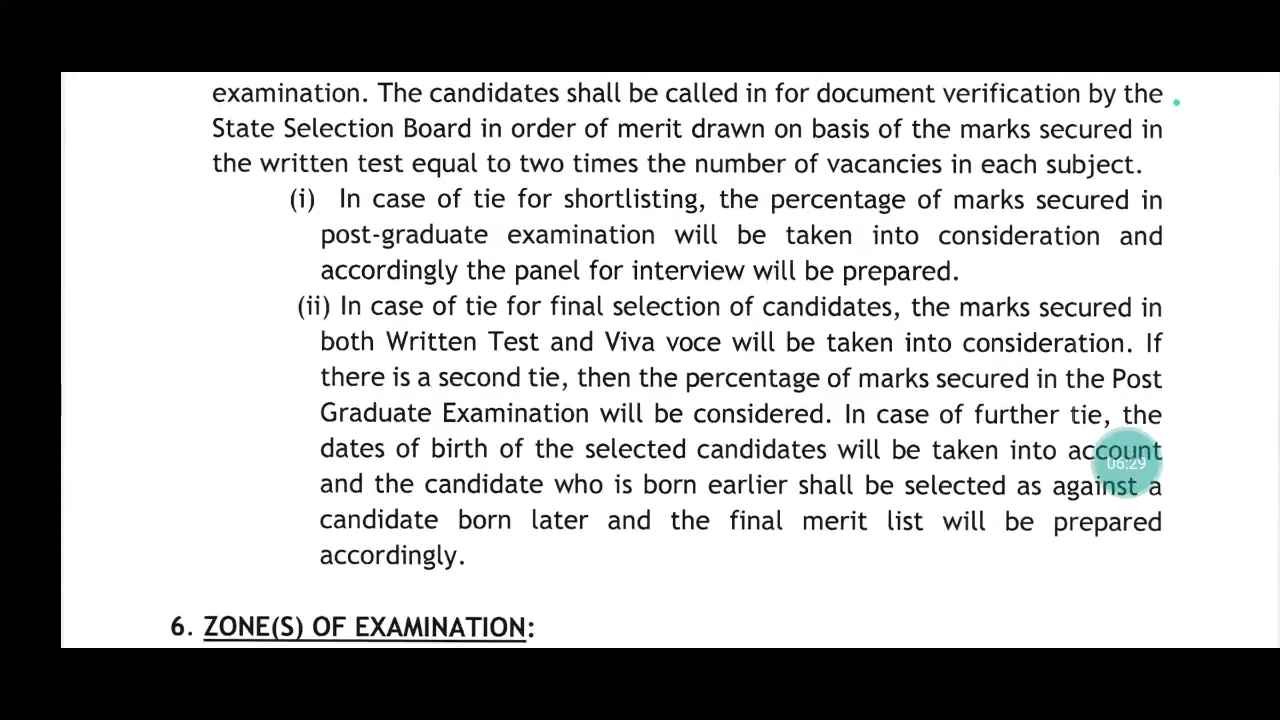 examination. The candidates shall be called in for document verification by the
State Selection Board in order of merit drawn on basis of the marks secured in
the written test equal to two times the number of vacancies in each subject.
(i) In case of tie for shortlisting, the percentage of marks secured in
post-graduate examination will be taken into consideration and
accordingly the panel for interview will be prepared.
(ii) In case of tie for final selection of candidates, the marks secured in
both Written Test and Viva voce will be taken into consideration. If
there is a second tie, then the percentage of marks secured in the Post
Graduate Examination will be considered. In case of further tie, the
dates of birth of the selected candidates will be taken into account
06:29
and the candidate who is born earlier shall be selected as against a
candidate born later and the final merit list will be prepared
accordingly.
6. ZONE(S) OF EXAMINATION: